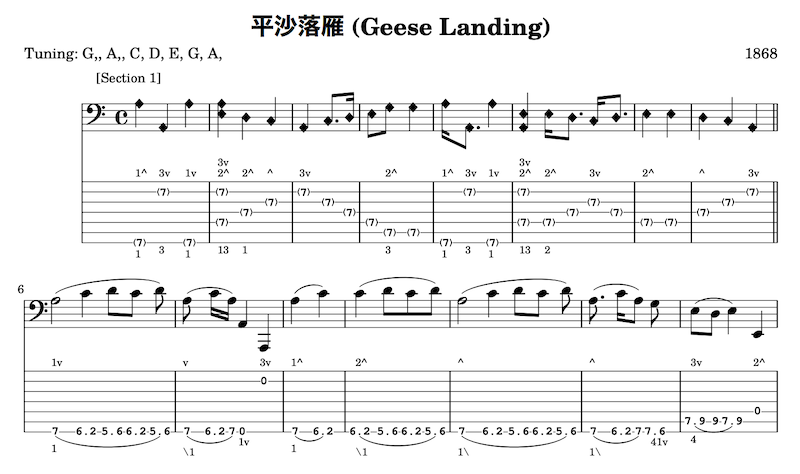 平沙落雁 (Geese Landing)
Tuning: G,, A,, C, D, E, G, A,
1868
[Section 1]
1^ 3v 1v 3v 2^ 2^ ^ 3v 2^ 1^ 3v 1v 3v 2^ 2^ 3v 2^ ^ 3v
(7) (7) (7) (7) (7) (7) (7) (7) (7) (7) (7) (7) (7) (7) (7) (7) (7) (7) (7) (7) (7) (7) (7) (7) (7) (7) (7)
1 3 1 13 1 3 1 3 1 13 2
6
1v v 3v 1^ 2^ ^ ^ 3v 2^
0
7 6.2 5.6 6.2 5.6 7 6.2 7 0 7 6.2 6.2 5.6 6.2 5.6 7 6.2 5.6 6.2 5.6 7 6.2 7 7.6 7.9 9 7.9 0
1 \1 1v 1 \1 1\ 1\ 41v 4